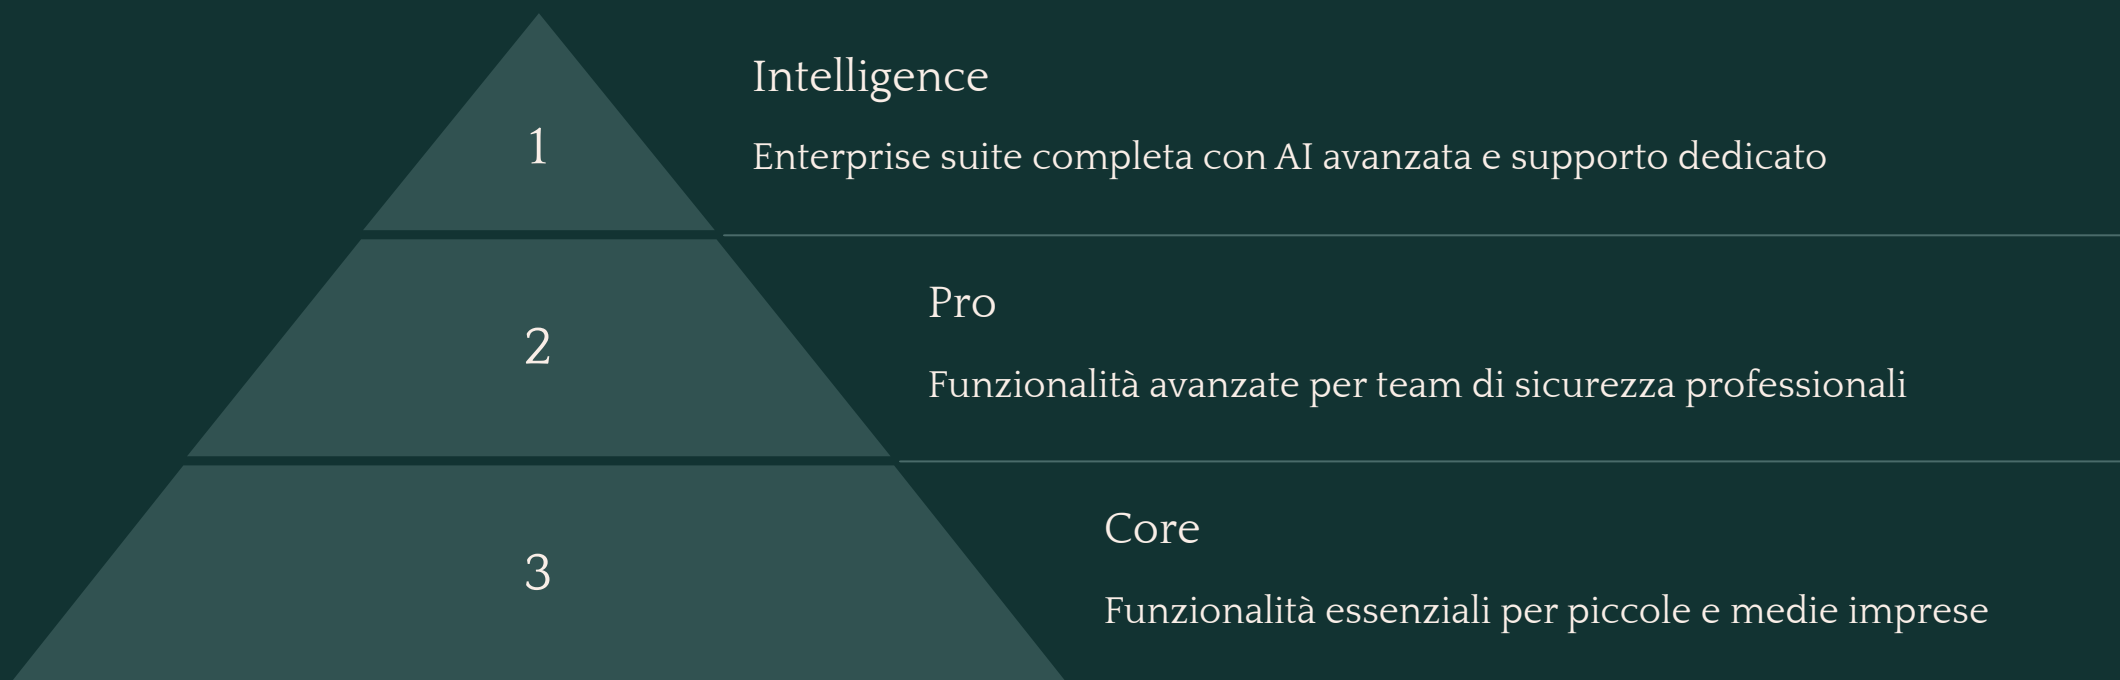 1
Intelligence
Enterprise suite completa con AI avanzata e supporto dedicato
2
Pro
Funzionalità avanzate per team di sicurezza professionali
3
Core
Funzionalità essenziali per piccole e medie imprese